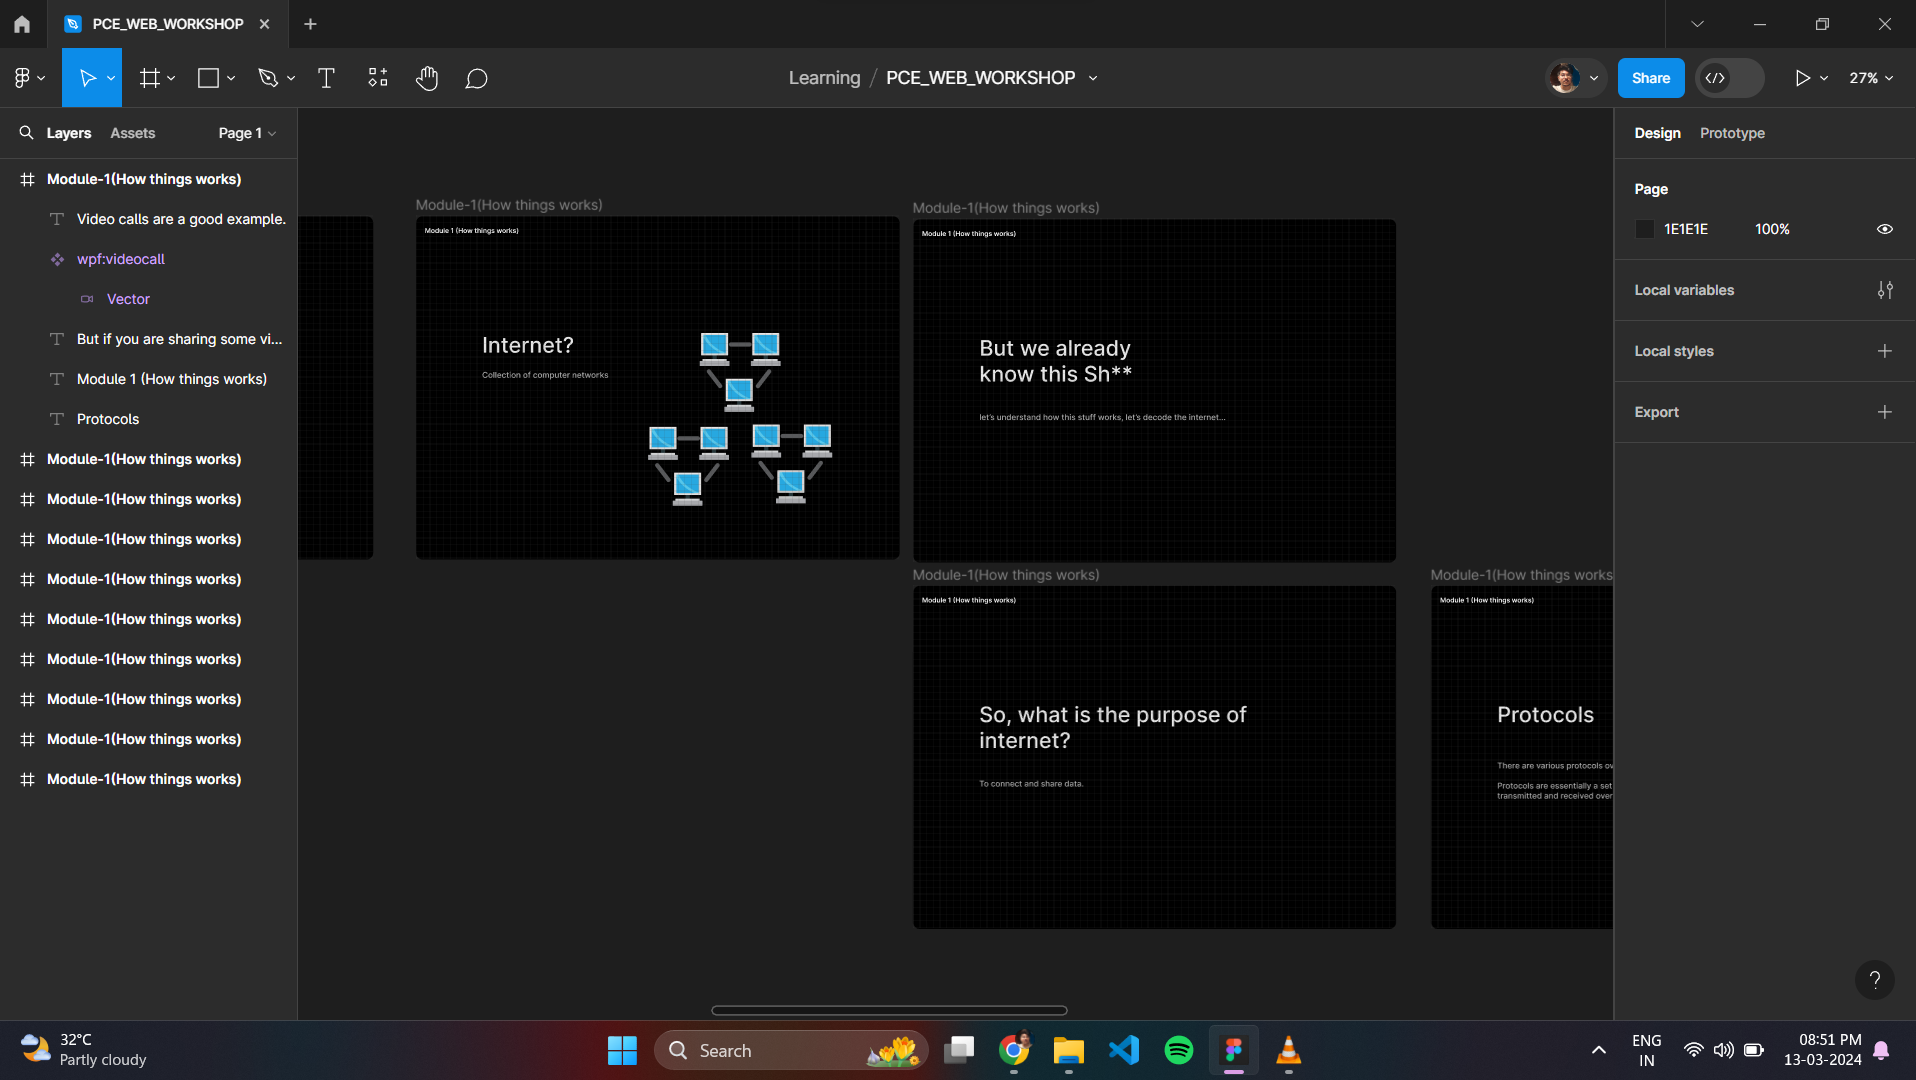 PCE_WEB_WORKSHOP
Learning / PCE_WEB_WORKSHOP
Share
27%
Layers Assets Page 1
Module-1(How things works)
Video calls are a good example.
wpf:videocall
Vector
But if you are sharing some vi...
Module 1 (How things works)
Protocols
Module-1(How things works)
Module-1(How things works)
Module-1(How things works)
Module-1(How things works)
Module-1(How things works)
Module-1(How things works)
Module-1(How things works)
Module-1(How things works)
Module-1(How things works)
Module-1(How things works)
Module 1 (How things works)
Internet?
Collection of computer networks
Module-1(How things works)
Module 1 (How things works)
But we already
know this Sh**
let's understand how this stuff works, let's decode the internet...
Module-1(How things works)
Module 1 (How things works)
So, what is the purpose of
internet?
To connect and share data.
Module-1(How things works
Module 1 (How things works)
Protocols
There are various protocols ov
Protocols are essentially a set
transmitted and received over
Design Prototype
Page
1E1E1E 100%
Local variables
Local styles
Export
?
32°C
Partly cloudy
Search
ENG
IN
08:51 PM
13-03-2024